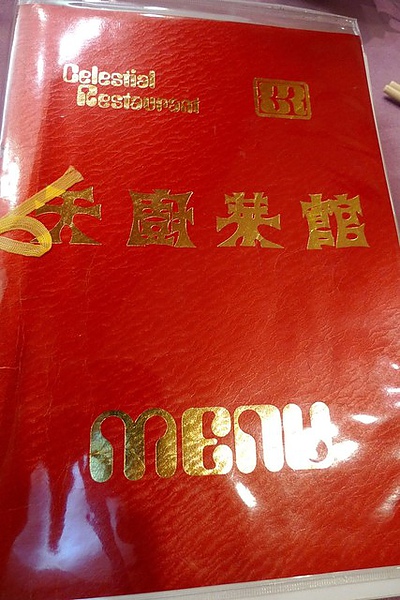 Celestial
Restaurant
天廚菜館
MENU